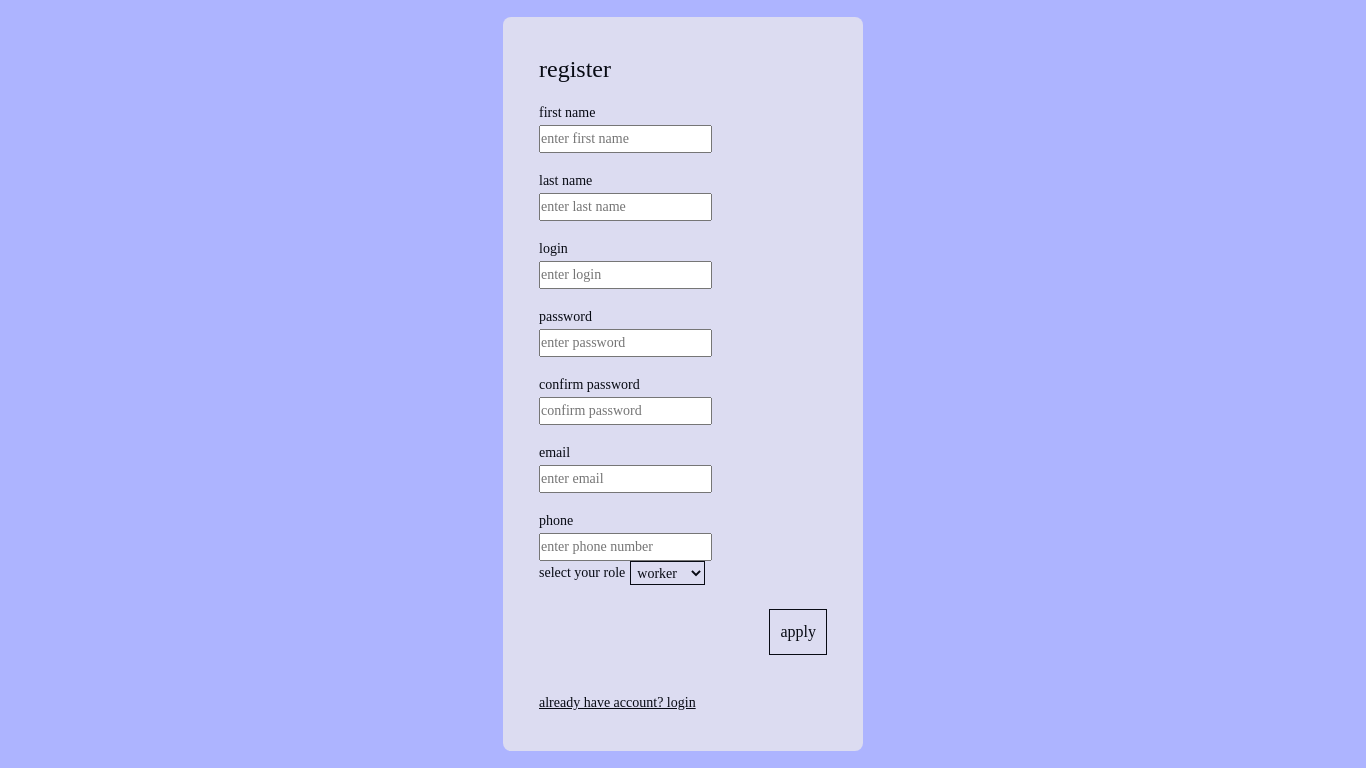 register
first name
enter first name
last name
enter last name
login
enter login
password
enter password
confirm password
confirm password
email
enter email
phone
enter phone number
select your role worker
apply
already have account? login